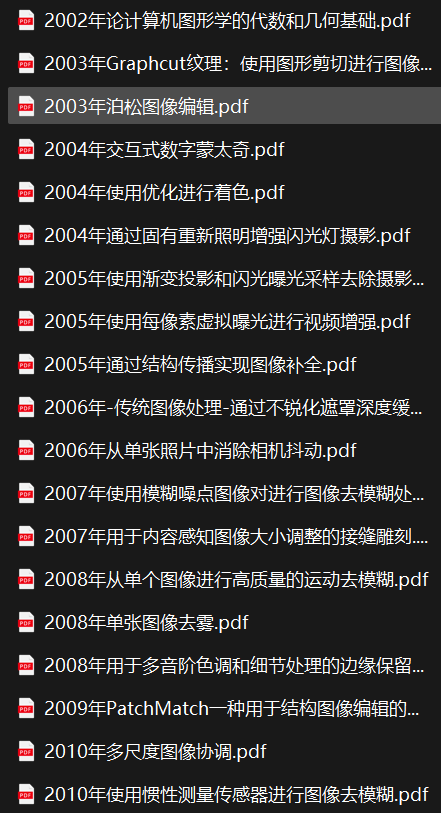 2002年论计算机图形学的代数和几何基础.pdf
2003年Graphcut纹理：使用图形剪切进行图像...
2003年泊松图像编辑.pdf
2004年交互式数字蒙太奇.pdf
2004年使用优化进行着色.pdf
2004年通过固有重新照明增强闪光灯摄影.pdf
2005年使用渐变投影和闪光曝光采样去除摄影...
2005年使用每像素虚拟曝光进行视频增强.pdf
2005年通过结构传播实现图像补全.pdf
2006年-传统图像处理-通过不锐化遮罩深度缓...
2006年从单张照片中消除相机抖动.pdf
2007年使用模糊噪点图像对进行图像去模糊处...
2007年用于内容感知图像大小调整的接缝雕刻....
2008年从单个图像进行高质量的运动去模糊.pdf
2008年单张图像去雾.pdf
2008年用于多音阶色调和细节处理的边缘保留...
2009年PatchMatch一种用于结构图像编辑的...
2010年多尺度图像协调.pdf
2010年使用惯性测量传感器进行图像去模糊.pdf